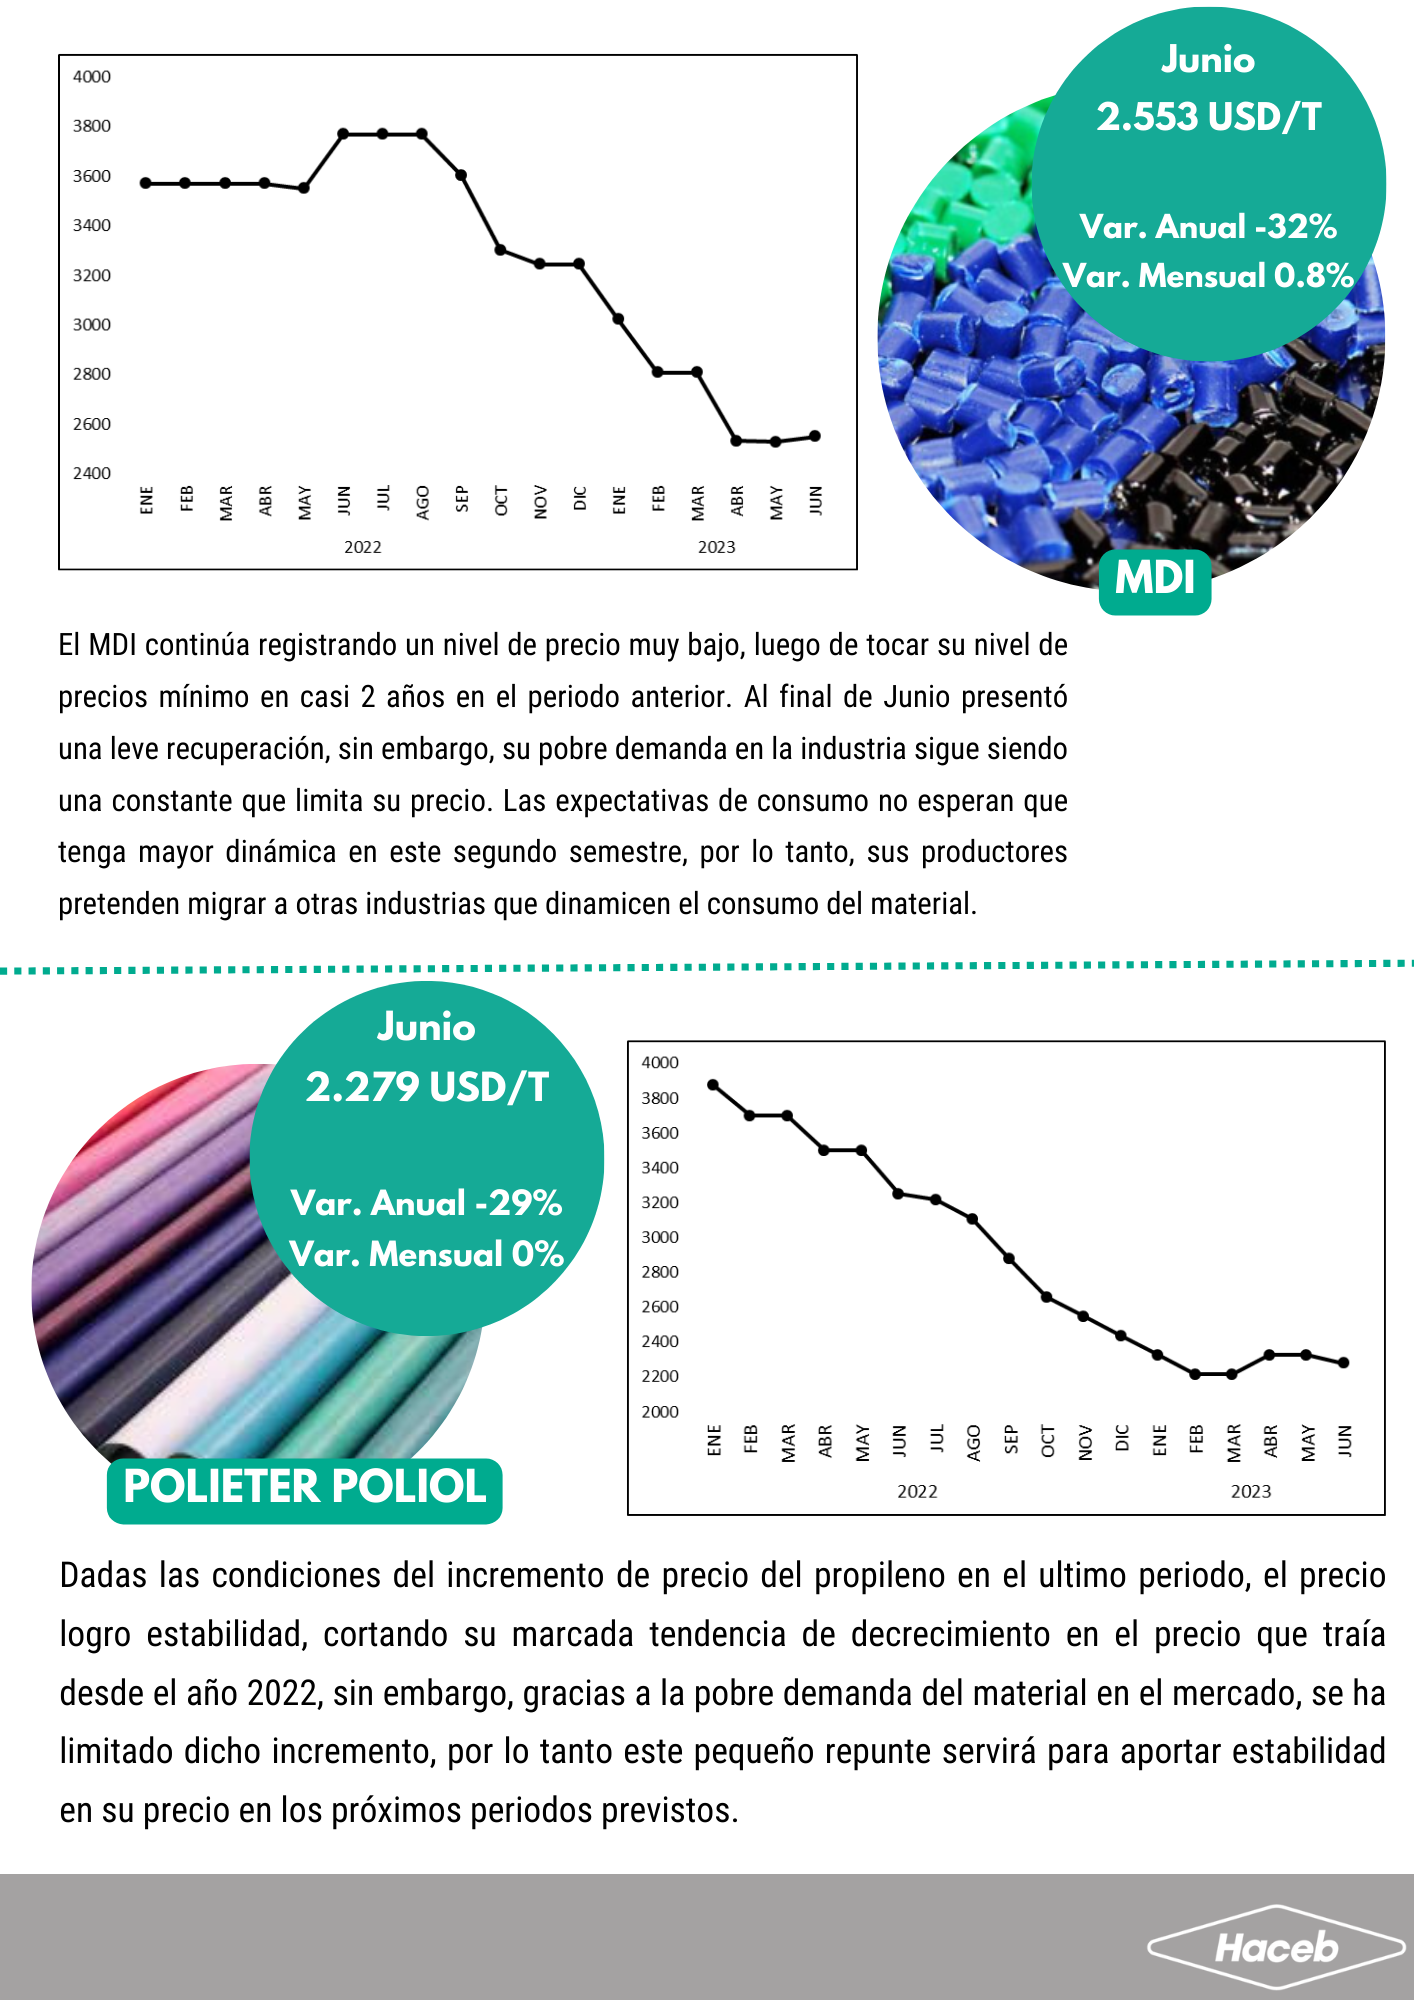 4000
3800
3600
3400
3200
3000
2800
2600
2400
ENE FEB MAR ABR MAY JUN JUL AGO SEP OCT NOV DIC ENE FEB MAR ABR MAY JUN
2022 2023
Junio
2.553 USD/T
Var. Anual -32%
Var. Mensual 0.8%
MDI
El MDI continúa registrando un nivel de precio muy bajo, luego de tocar su nivel de
precios mínimo en casi 2 años en el periodo anterior. Al final de Junio presentó
una leve recuperación, sin embargo, su pobre demanda en la industria sigue siendo
una constante que limita su precio. Las expectativas de consumo no esperan que
tenga mayor dinámica en este segundo semestre, por lo tanto, sus productores
pretenden migrar a otras industrias que dinamicen el consumo del material.
Junio
2.279 USD/T
Var. Anual -29%
Var. Mensual 0%
POLIETER POLIOL
4000
3800
3600
3400
3200
3000
2800
2600
2400
2200
2000
ENE FEB MAR ABR MAY JUN JUL AGO SEP OCT NOV DIC ENE FEB MAR ABR MAY JUN
2022 2023
Dadas las condiciones del incremento de precio del propileno en el ultimo periodo, el precio
logro estabilidad, cortando su marcada tendencia de decrecimiento en el precio que traía
desde el año 2022, sin embargo, gracias a la pobre demanda del material en el mercado, se ha
limitado dicho incremento, por lo tanto este pequeño repunte servirá para aportar estabilidad
en su precio en los próximos periodos previstos.
Haceb